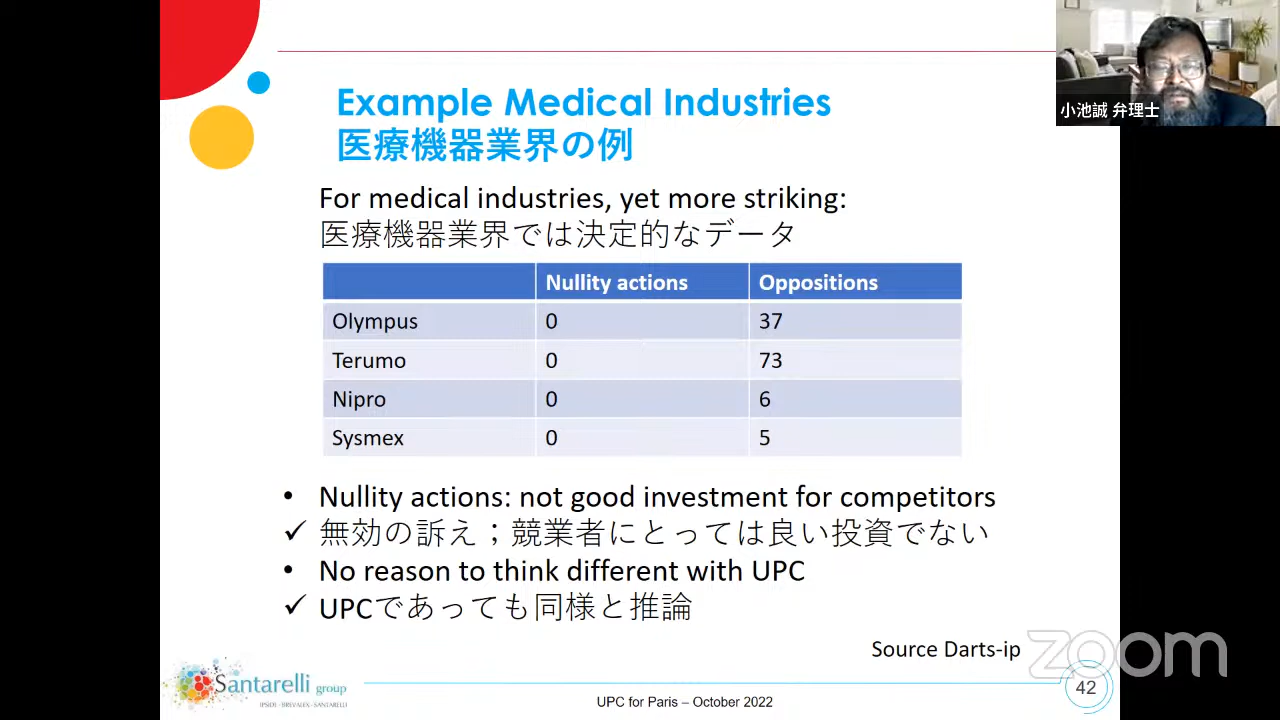 Example Medical Industries
医療機器業界の例
小池誠 弁理士
For medical industries, yet more striking:
医療機器業界では決定的なデータ
Nullity actions Oppositions
Olympus 0 37
Terumo 0 73
Nipro 0 6
Sysmex 0 5
• Nullity actions: not good investment for competitors
✓ 無効の訴え；競業者にとっては良い投資でない
• No reason to think different with UPC
✓ UPCであっても同様と推論
Source Darts-ip
zoom
Santarelli group
IPSIDE · BREVALEX · SANTARELLI
UPC for Paris – October 2022
42